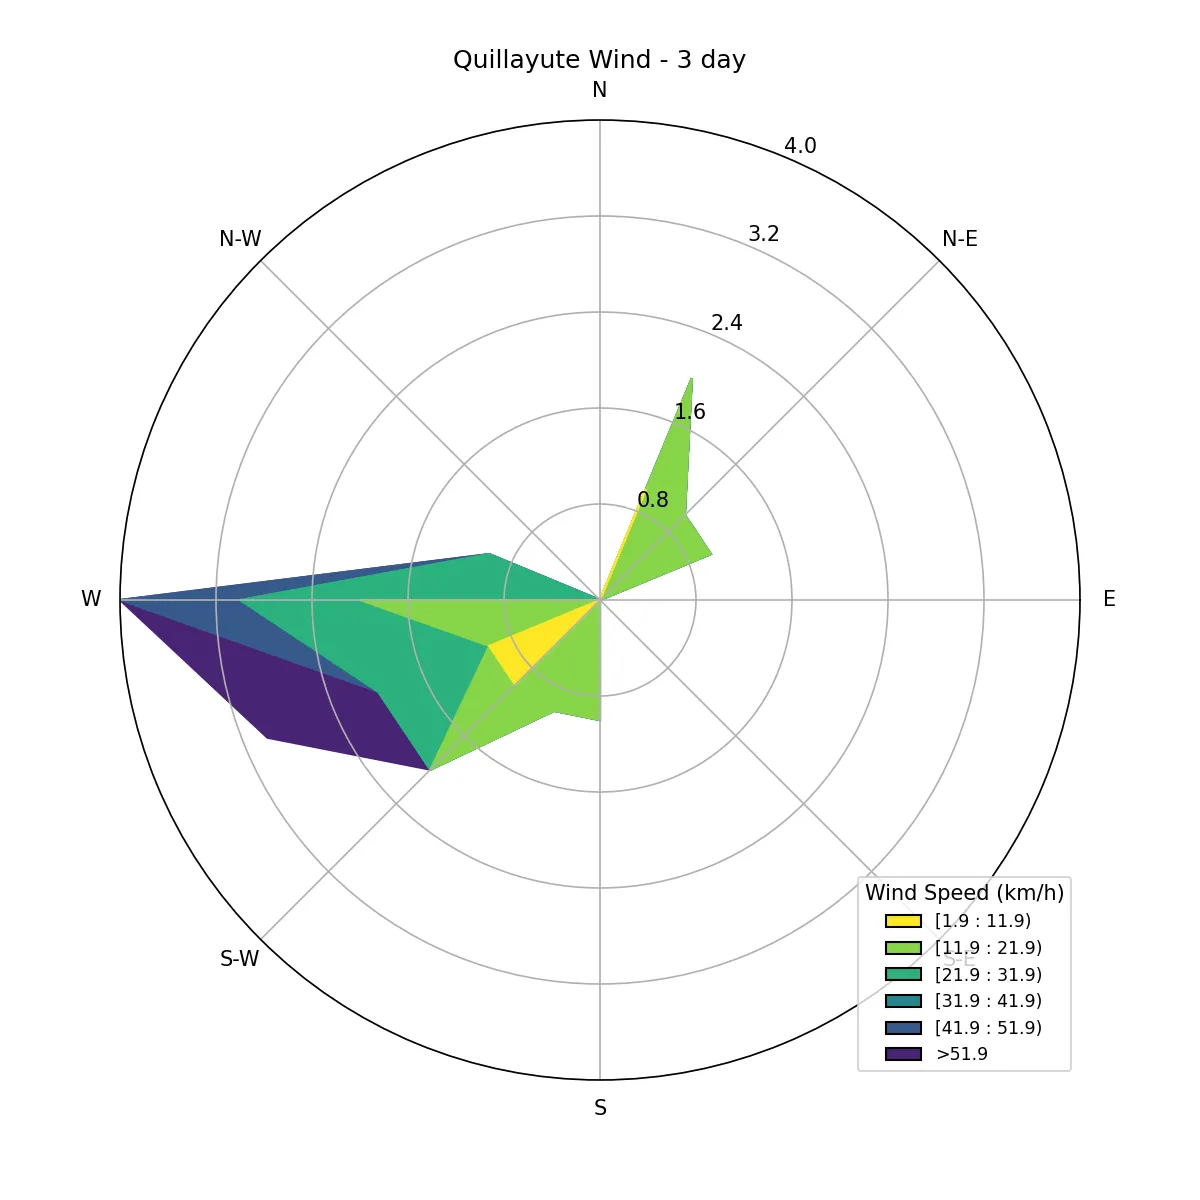 Quillayute Wind - 3 day
N
4.0
N-W
3.2
N-E
2.4
1.6
0.8
W
E
S-W
S-E
S
Wind Speed (km/h)
[1.9 : 11.9)
[11.9 : 21.9)
[21.9 : 31.9)
[31.9 : 41.9)
[41.9 : 51.9)
>51.9